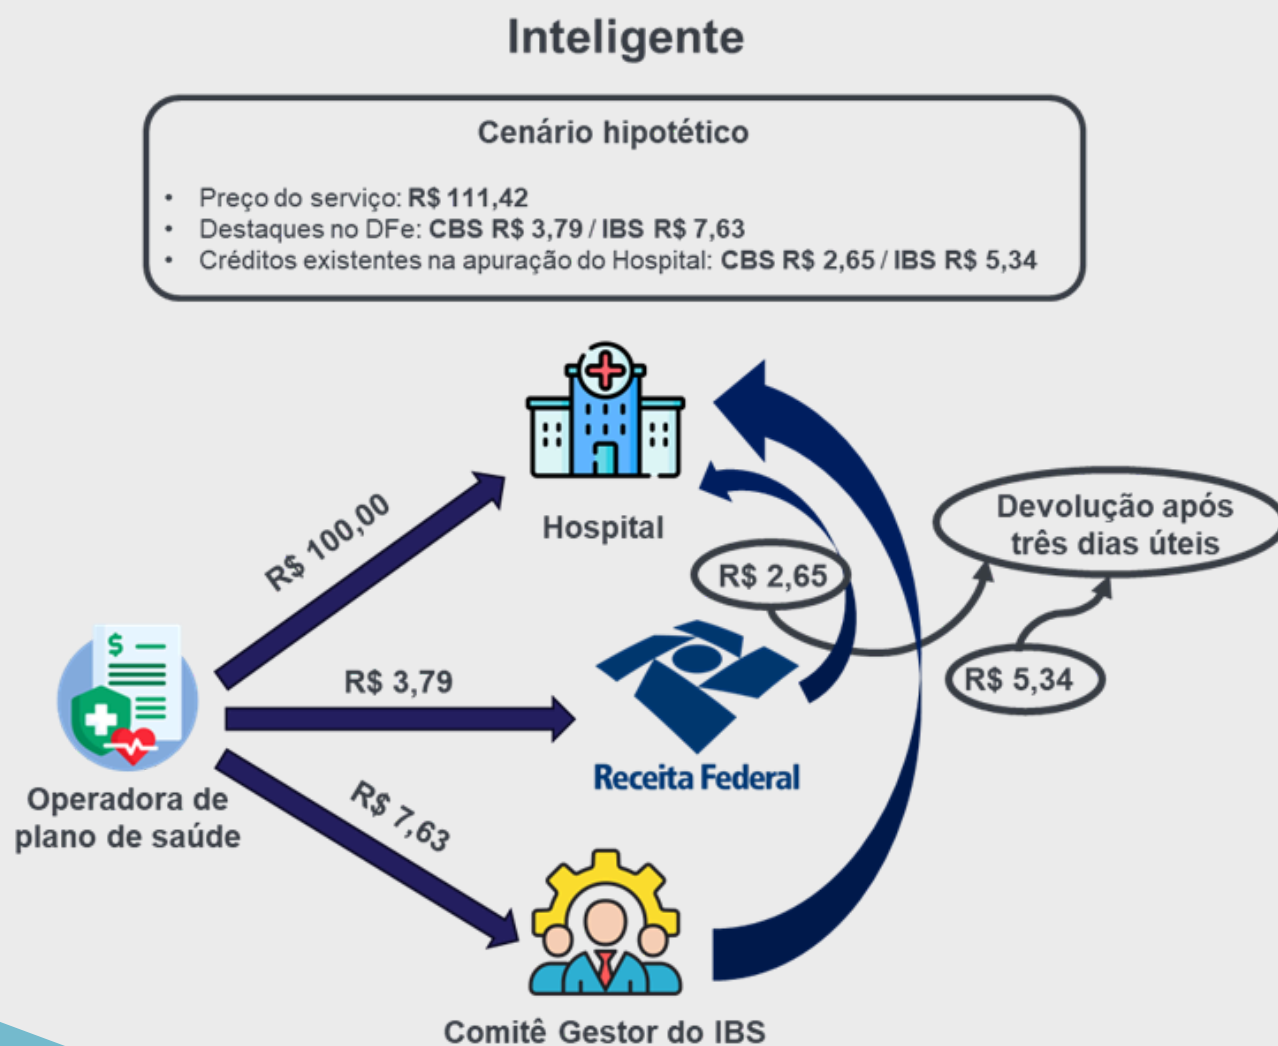 Inteligente
Cenário hipotético
• Preço do serviço: R$ 111,42
• Destaques no DFe: CBS R$ 3,79 / IBS R$ 7,63
• Créditos existentes na apuração do Hospital: CBS R$ 2,65 / IBS R$ 5,34
R$ 100,00
Hospital
Devolução após
três dias úteis
R$ 2,65
R$ 3,79
R$ 5,34
$
Receita Federal
Operadora de
plano de saúde
R$ 7,63
Comitê Gestor do IBS